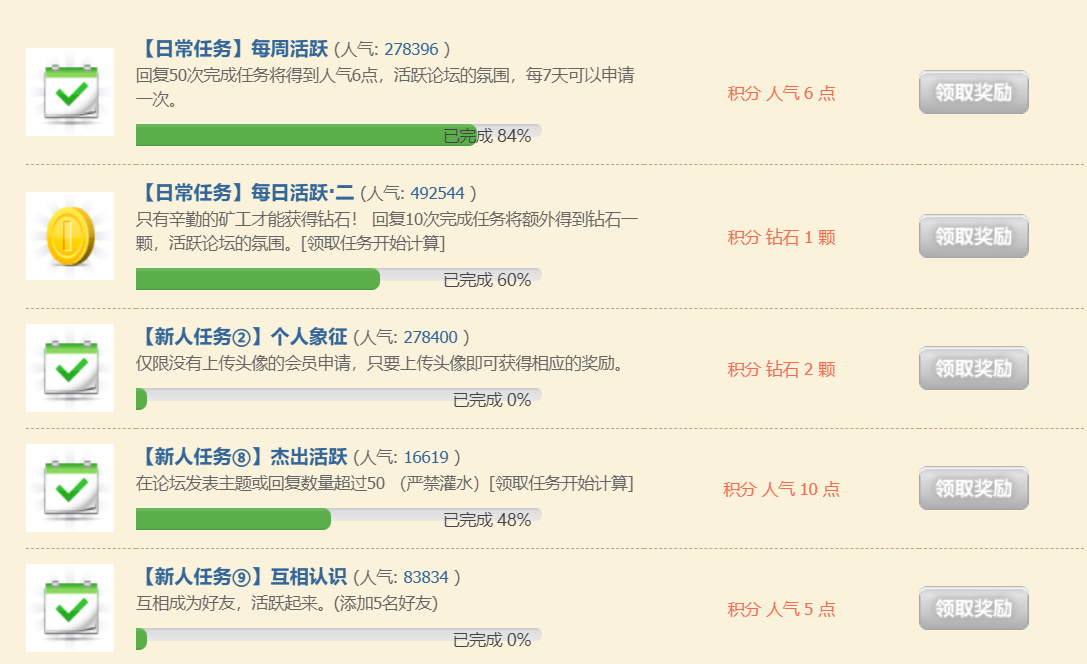 【日常任务】每周活跃 (人气: 278396 )
回复50次完成任务将得到人气6点，活跃论坛的氛围，每7天可以申请
一次。
积分 人气 6 点
领取奖励
已完成 84%
【日常任务】每日活跃·二 (人气: 492544 )
只有辛勤的矿工才能获得钻石！ 回复10次完成任务将额外得到钻石一
颗，活跃论坛的氛围。[领取任务开始计算]
积分 钻石 1 颗
领取奖励
已完成 60%
【新人任务②】个人象征 (人气: 278400 )
仅限没有上传头像的会员申请，只要上传头像即可获得相应的奖励。
积分 钻石 2 颗
领取奖励
已完成 0%
【新人任务⑧】杰出活跃 (人气: 16619 )
在论坛发表主题或回复数量超过50 （严禁灌水）[领取任务开始计算]
积分 人气 10 点
领取奖励
已完成 48%
【新人任务⑨】互相认识 (人气: 83834 )
互相成为好友，活跃起来。(添加5名好友)
积分 人气 5 点
领取奖励
已完成 0%